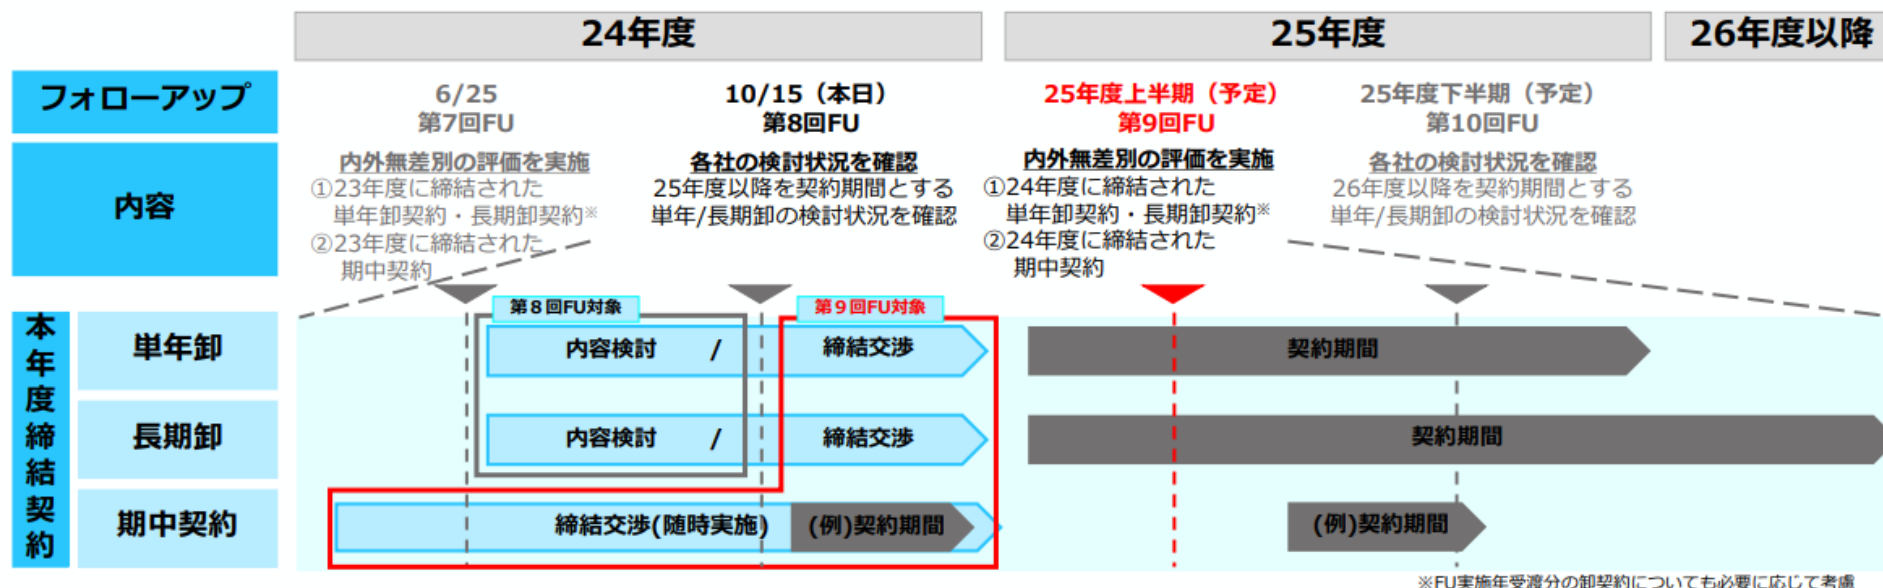 24年度
25年度
26年度以降
フォローアップ
6/25
第7回FU
10/15（本日）
第8回FU
25年度上半期（予定）
第9回FU
25年度下半期（予定）
第10回FU
内容
内外無差別の評価を実施
①23年度に締結された
単年卸契約・長期卸契約※
②23年度に締結された
期中契約
各社の検討状況を確認
25年度以降を契約期間とする
単年/長期卸の検討状況を確認
内外無差別の評価を実施
①24年度に締結された
単年卸契約・長期卸契約※
②24年度に締結された
期中契約
各社の検討状況を確認
26年度以降を契約期間とする
単年/長期卸の検討状況を確認
第８回FU対象
第９回FU対象
本年度締結契約
単年卸
内容検討 / 締結交渉
契約期間
長期卸
内容検討 / 締結交渉
契約期間
期中契約
締結交渉(随時実施)
(例)契約期間
(例)契約期間
※FU実施年受渡分の卸契約についても必要に応じて考慮